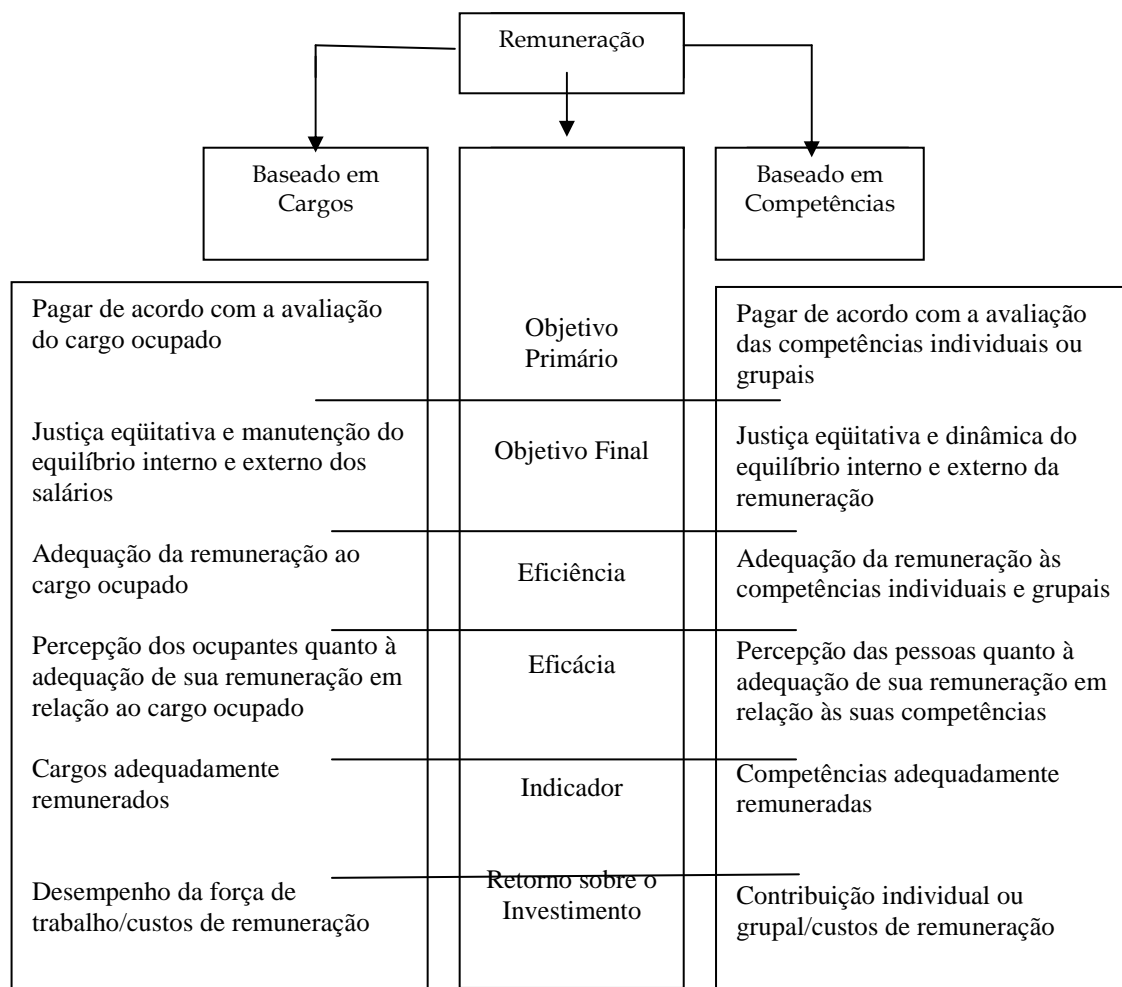 Remuneração
Baseado em
Cargos
Baseado em
Competências
Pagar de acordo com a avaliação
do cargo ocupado
Objetivo
Primário
Pagar de acordo com a avaliação
das competências individuais ou
grupais
Justiça eqüitativa e manutenção do
equilíbrio interno e externo dos
salários
Objetivo Final
Justiça eqüitativa e dinâmica do
equilíbrio interno e externo da
remuneração
Adequação da remuneração ao
cargo ocupado
Eficiência
Adequação da remuneração às
competências individuais e grupais
Percepção dos ocupantes quanto à
adequação de sua remuneração em
relação ao cargo ocupado
Eficácia
Percepção das pessoas quanto à
adequação de sua remuneração em
relação às suas competências
Cargos adequadamente
remunerados
Indicador
Competências adequadamente
remuneradas
Desempenho da força de
trabalho/custos de remuneração
Retorno sobre o
Investimento
Contribuição individual ou
grupal/custos de remuneração